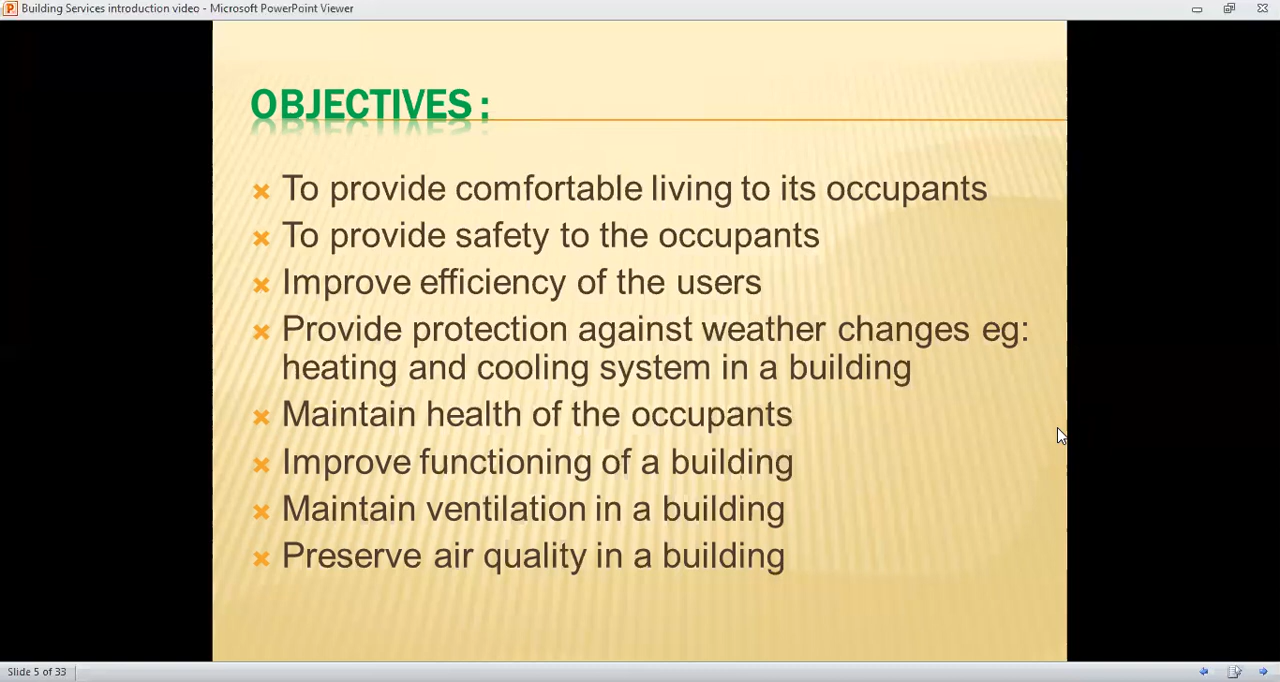 Building Services introduction video - Microsoft PowerPoint Viewer
OBJECTIVES :
To provide comfortable living to its occupants
To provide safety to the occupants
Improve efficiency of the users
Provide protection against weather changes eg:
heating and cooling system in a building
Maintain health of the occupants
Improve functioning of a building
Maintain ventilation in a building
Preserve air quality in a building
Slide 5 of 33